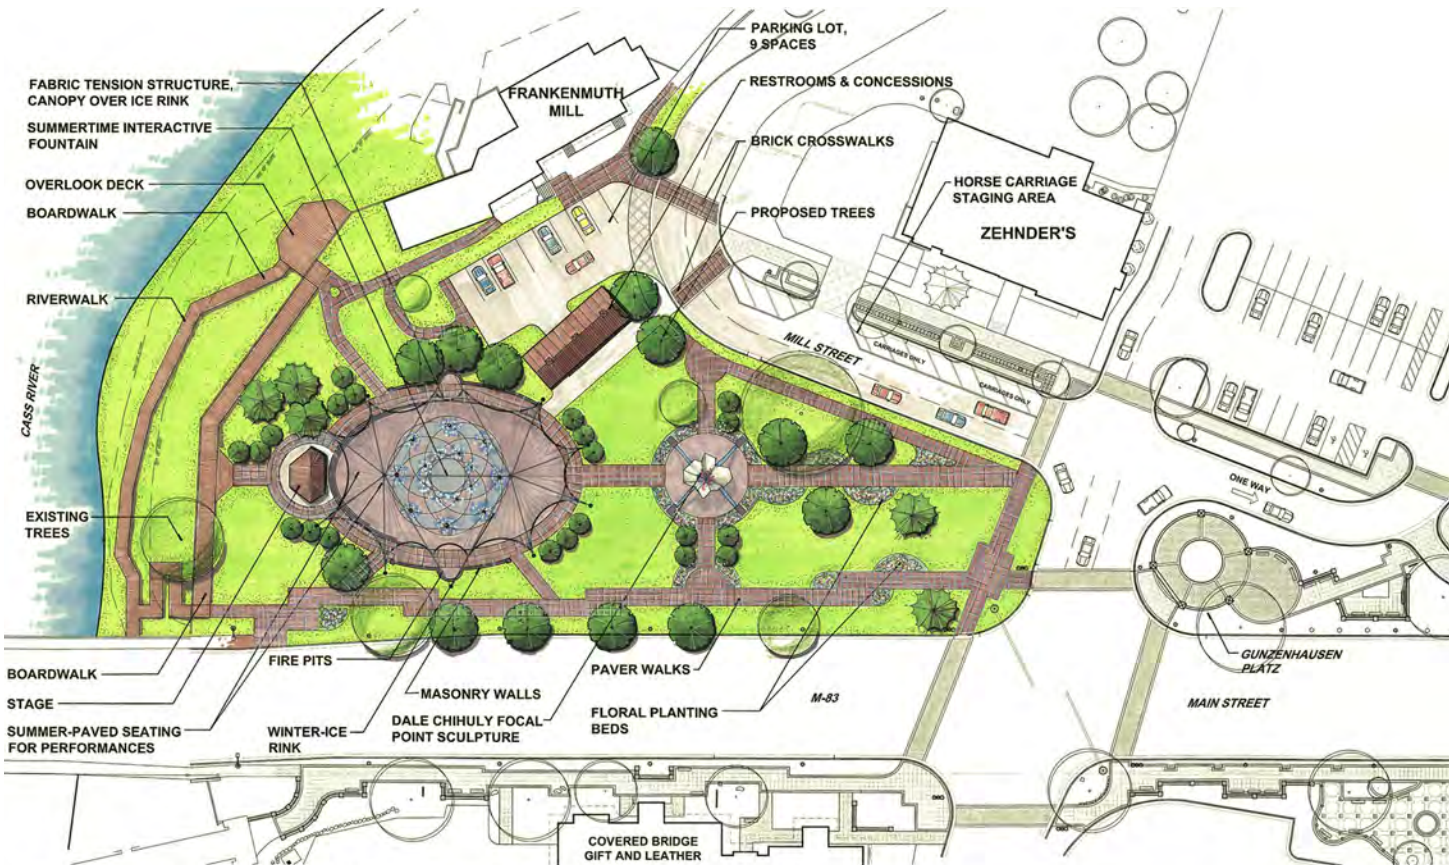 PARKING LOT,
9 SPACES
FABRIC TENSION STRUCTURE,
CANOPY OVER ICE RINK
FRANKENMUTH
MILL
RESTROOMS & CONCESSIONS
SUMMERTIME INTERACTIVE
FOUNTAIN
BRICK CROSSWALKS
OVERLOOK DECK
HORSE CARRIAGE
STAGING AREA
BOARDWALK
PROPOSED TREES
ZEHNDER'S
RIVERWALK
MILL STREET
CARRIAGES ONLY
CARRIAGES ONLY
CASS RIVER
ONE WAY
EXISTING
TREES
BOARDWALK
FIRE PITS
PAVER WALKS
GUNZENHAUSEN
PLATZ
STAGE
MASONRY WALLS
M-83
MAIN STREET
SUMMER-PAVED SEATING
FOR PERFORMANCES
WINTER-ICE
RINK
DALE CHIHULY FOCAL
POINT SCULPTURE
FLORAL PLANTING
BEDS
COVERED BRIDGE
GIFT AND LEATHER